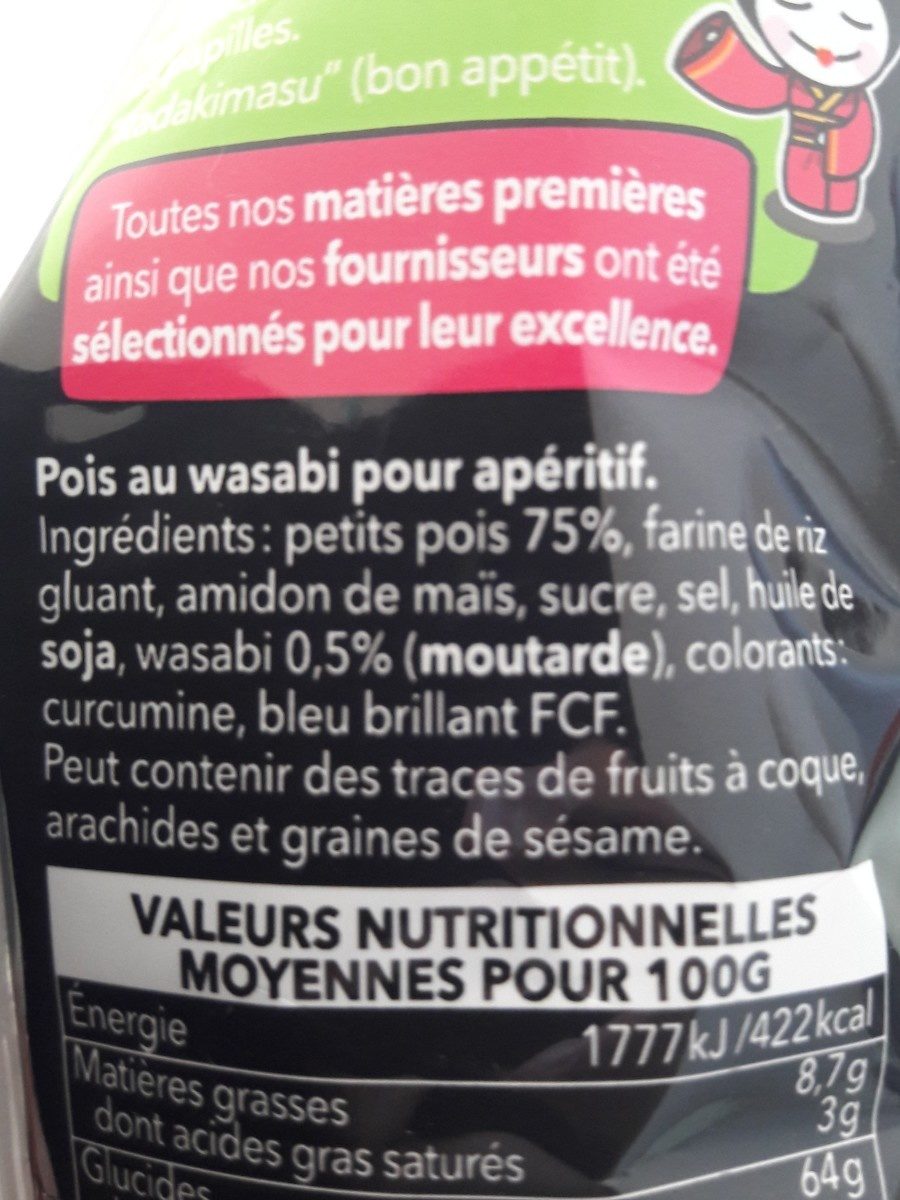 (bon appétit).
Toutes nos matières premières
ainsi que nos fournisseurs ont été
sélectionnés pour leur excellence.
Pois au wasabi pour apéritif.
Ingrédients: petits pois 75%, farine de riz
gluant, amidon de maïs, sucre, sel, huile de
soja, wasabi 0,5% (moutarde), colorants:
curcumine, bleu brillant FCF.
Peut contenir des traces de fruits à coque,
arachides et graines de sésame.
VALEURS NUTRITIONNELLES
MOYENNES POUR 100G
Énergie 1777kJ/422kcal
Matières grasses 8,7g
dont acides gras saturés 3g
Glucides 64g